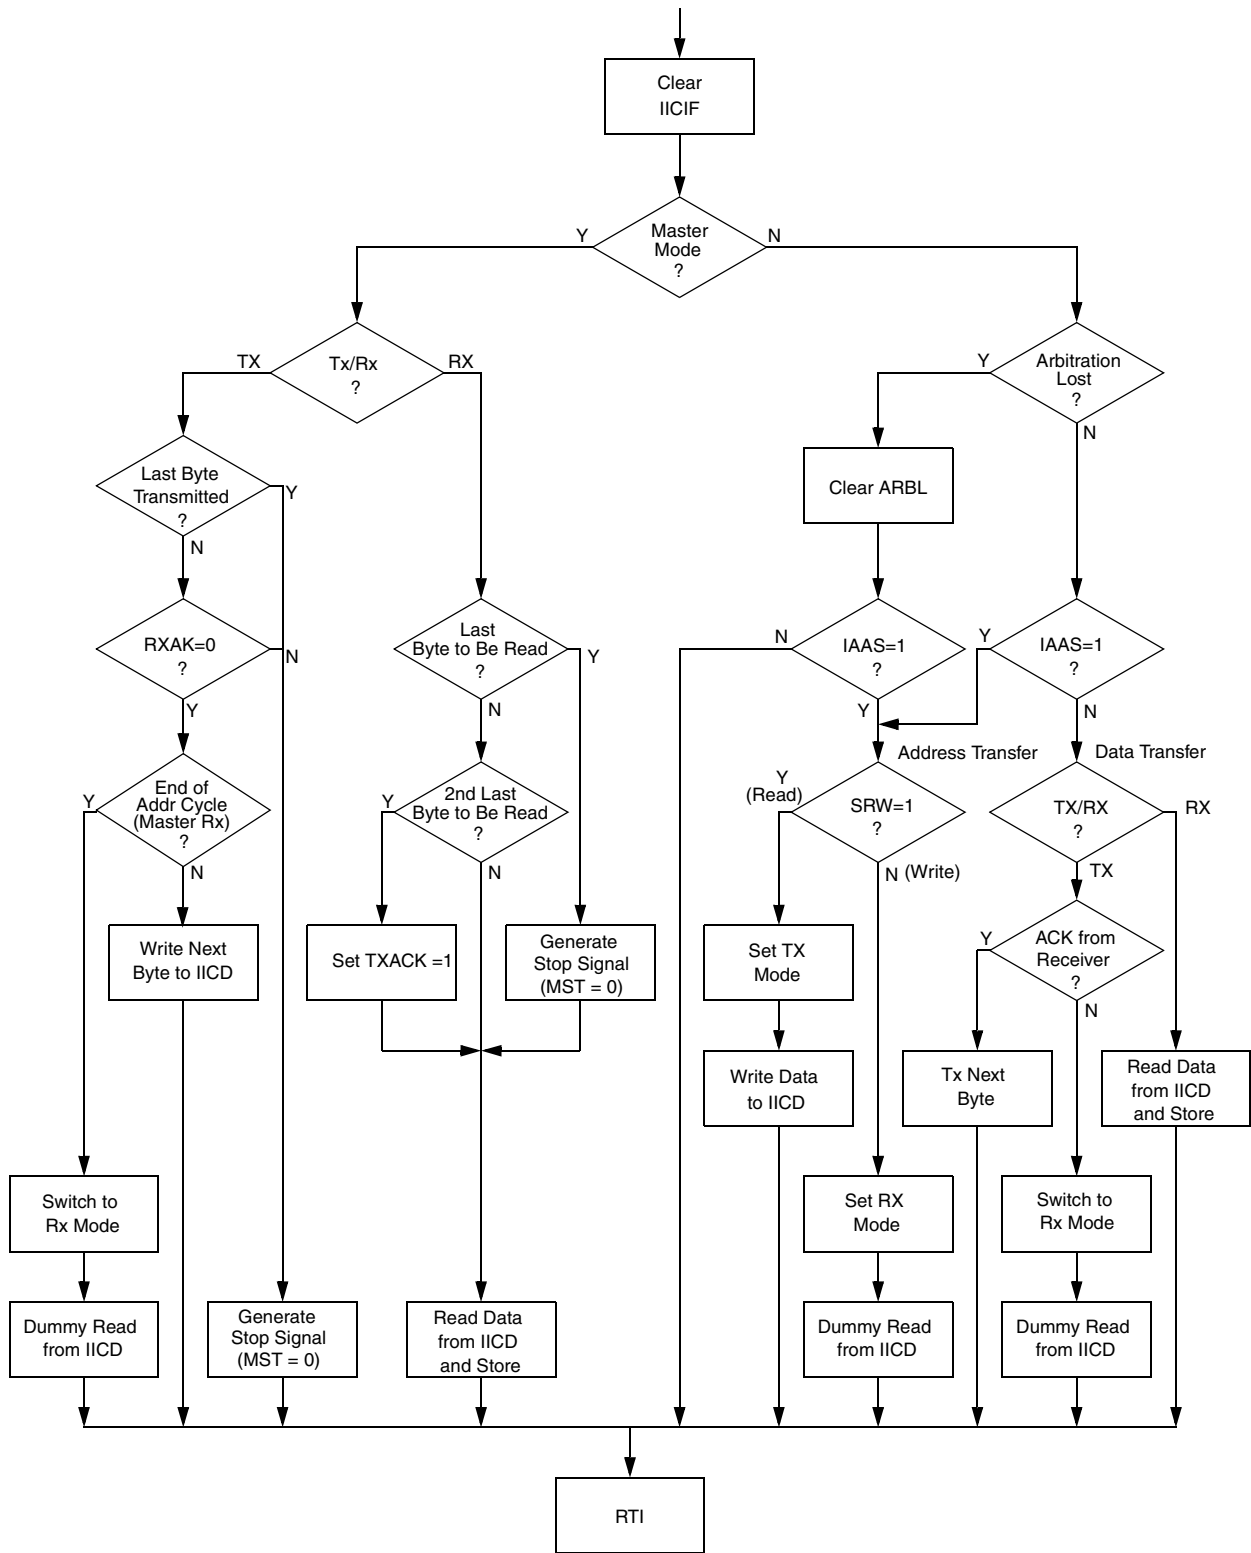 Clear
IICIF
Master
Mode
?
Y
N
Tx/Rx
?
TX
RX
Arbitration
Lost
?
Y
N
Last Byte
Transmitted
?
Y
N
Clear ARBL
RXAK=0
?
N
Y
Last
Byte to Be Read
?
Y
N
IAAS=1
?
N
Y
IAAS=1
?
Y
N
Address Transfer
Data Transfer
End of
Addr Cycle
(Master Rx)
?
Y
N
2nd Last
Byte to Be Read
?
Y
N
Y
(Read)
SRW=1
?
N (Write)
TX/RX
?
RX
TX
Write Next
Byte to IICD
Set TXACK =1
Generate
Stop Signal
(MST = 0)
Set TX
Mode
ACK from
Receiver
?
Y
N
Write Data
to IICD
Tx Next
Byte
Read Data
from IICD
and Store
Switch to
Rx Mode
Set RX
Mode
Switch to
Rx Mode
Dummy Read
from IICD
Generate
Stop Signal
(MST = 0)
Read Data
from IICD
and Store
Dummy Read
from IICD
Dummy Read
from IICD
RTI